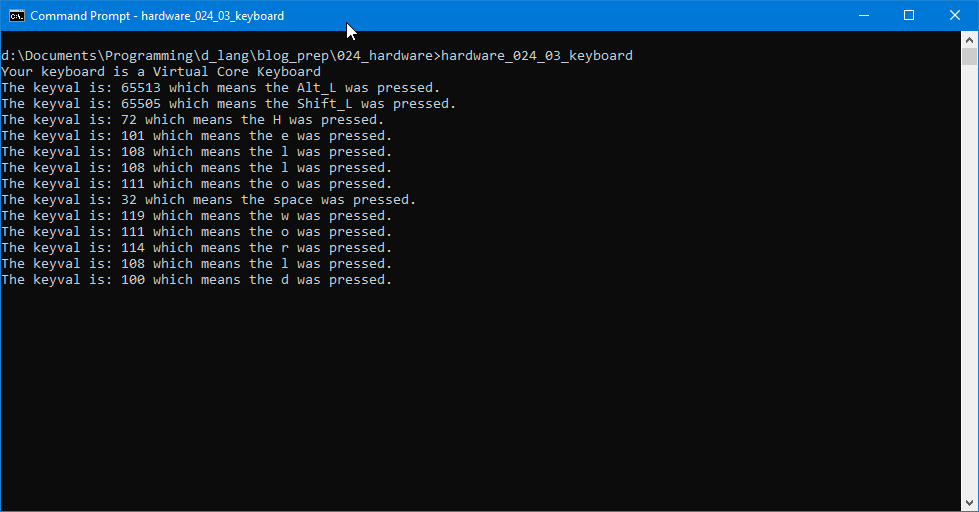 Command Prompt - hardware_024_03_keyboard
d:\Documents\Programming\d_lang\blog_prep\024_hardware>hardware_024_03_keyboard
Your keyboard is a Virtual Core Keyboard
The keyval is: 65513 which means the Alt_L was pressed.
The keyval is: 65505 which means the Shift_L was pressed.
The keyval is: 72 which means the H was pressed.
The keyval is: 101 which means the e was pressed.
The keyval is: 108 which means the l was pressed.
The keyval is: 108 which means the l was pressed.
The keyval is: 111 which means the o was pressed.
The keyval is: 32 which means the space was pressed.
The keyval is: 119 which means the w was pressed.
The keyval is: 111 which means the o was pressed.
The keyval is: 114 which means the r was pressed.
The keyval is: 108 which means the l was pressed.
The keyval is: 100 which means the d was pressed.